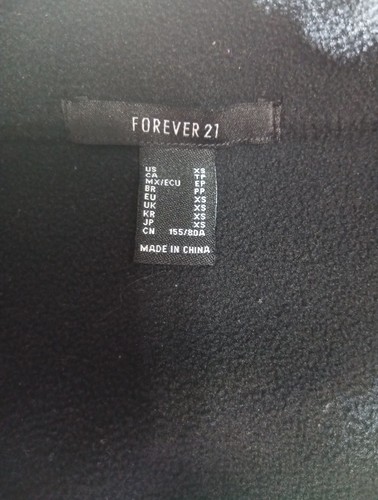 FOREVER 21
US XS
CA TP
MX/ECU EP
BR PP
EU XS
UK XS
KR XS
JP XS
CN 155/80A
MADE IN CHINA